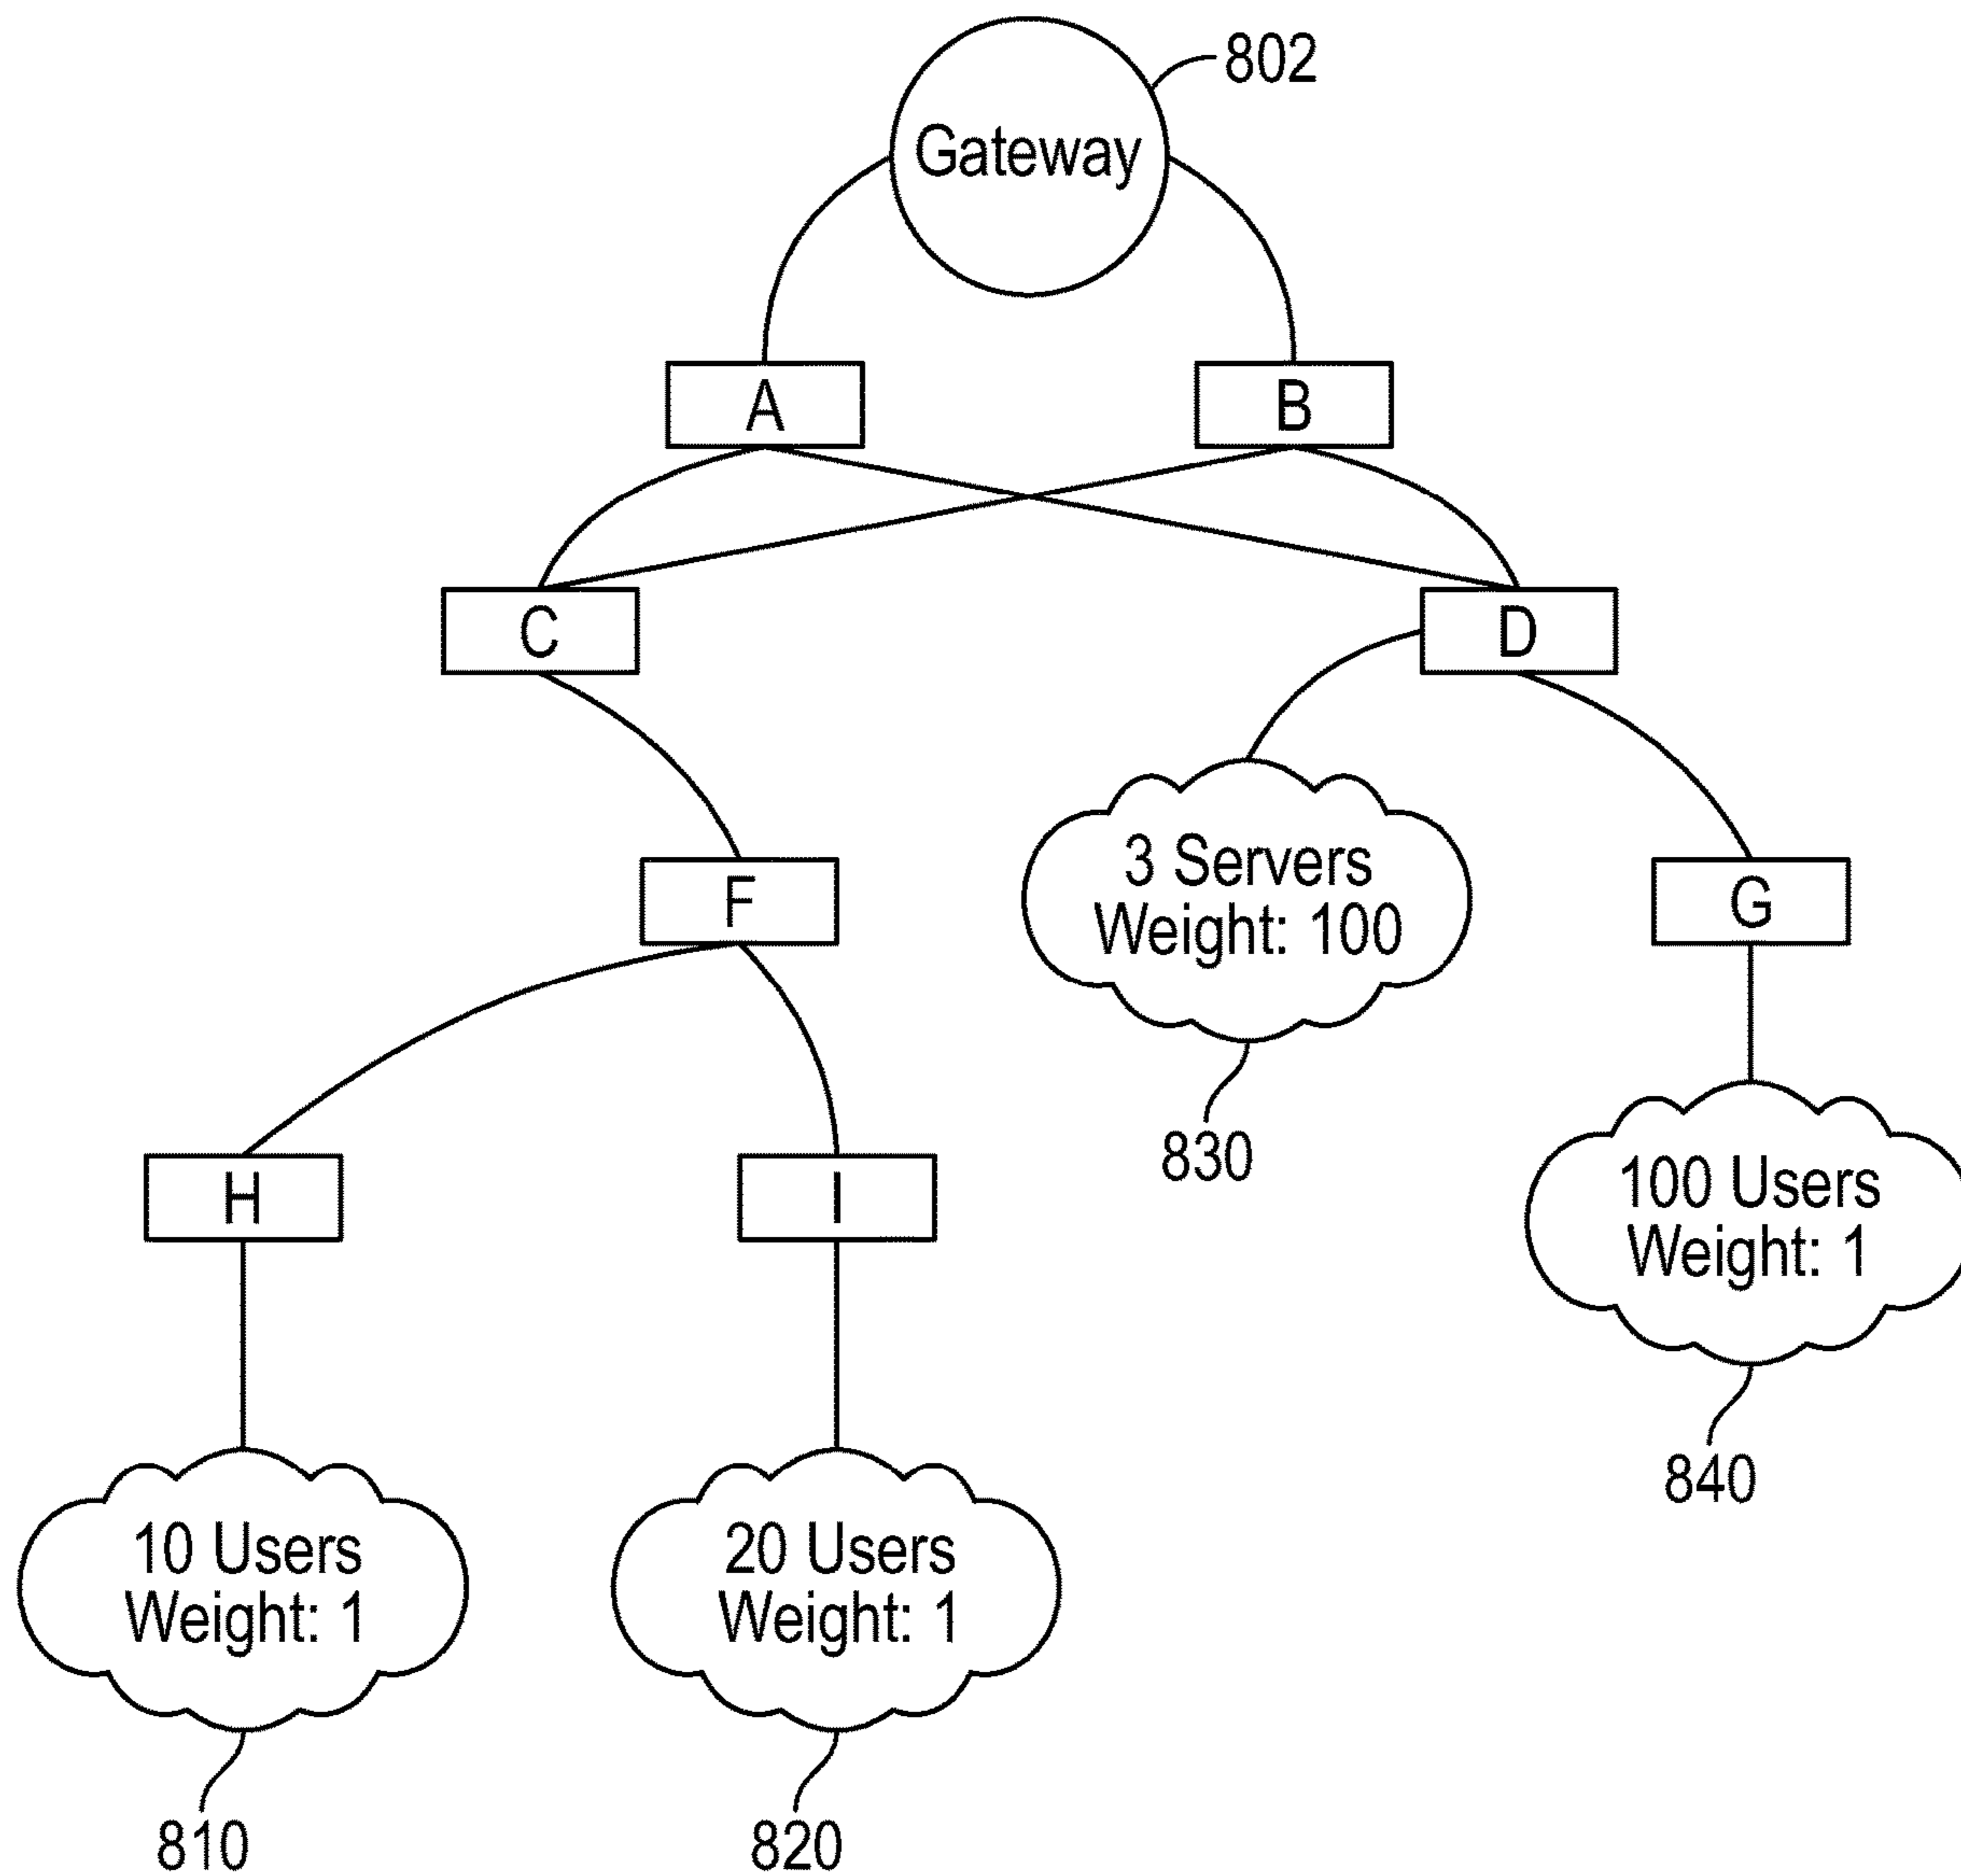 802
Gateway
A
B
C
D
3 Servers
Weight: 100
F
G
830
H
I
100 Users
Weight: 1
840
10 Users
Weight: 1
20 Users
Weight: 1
810
820